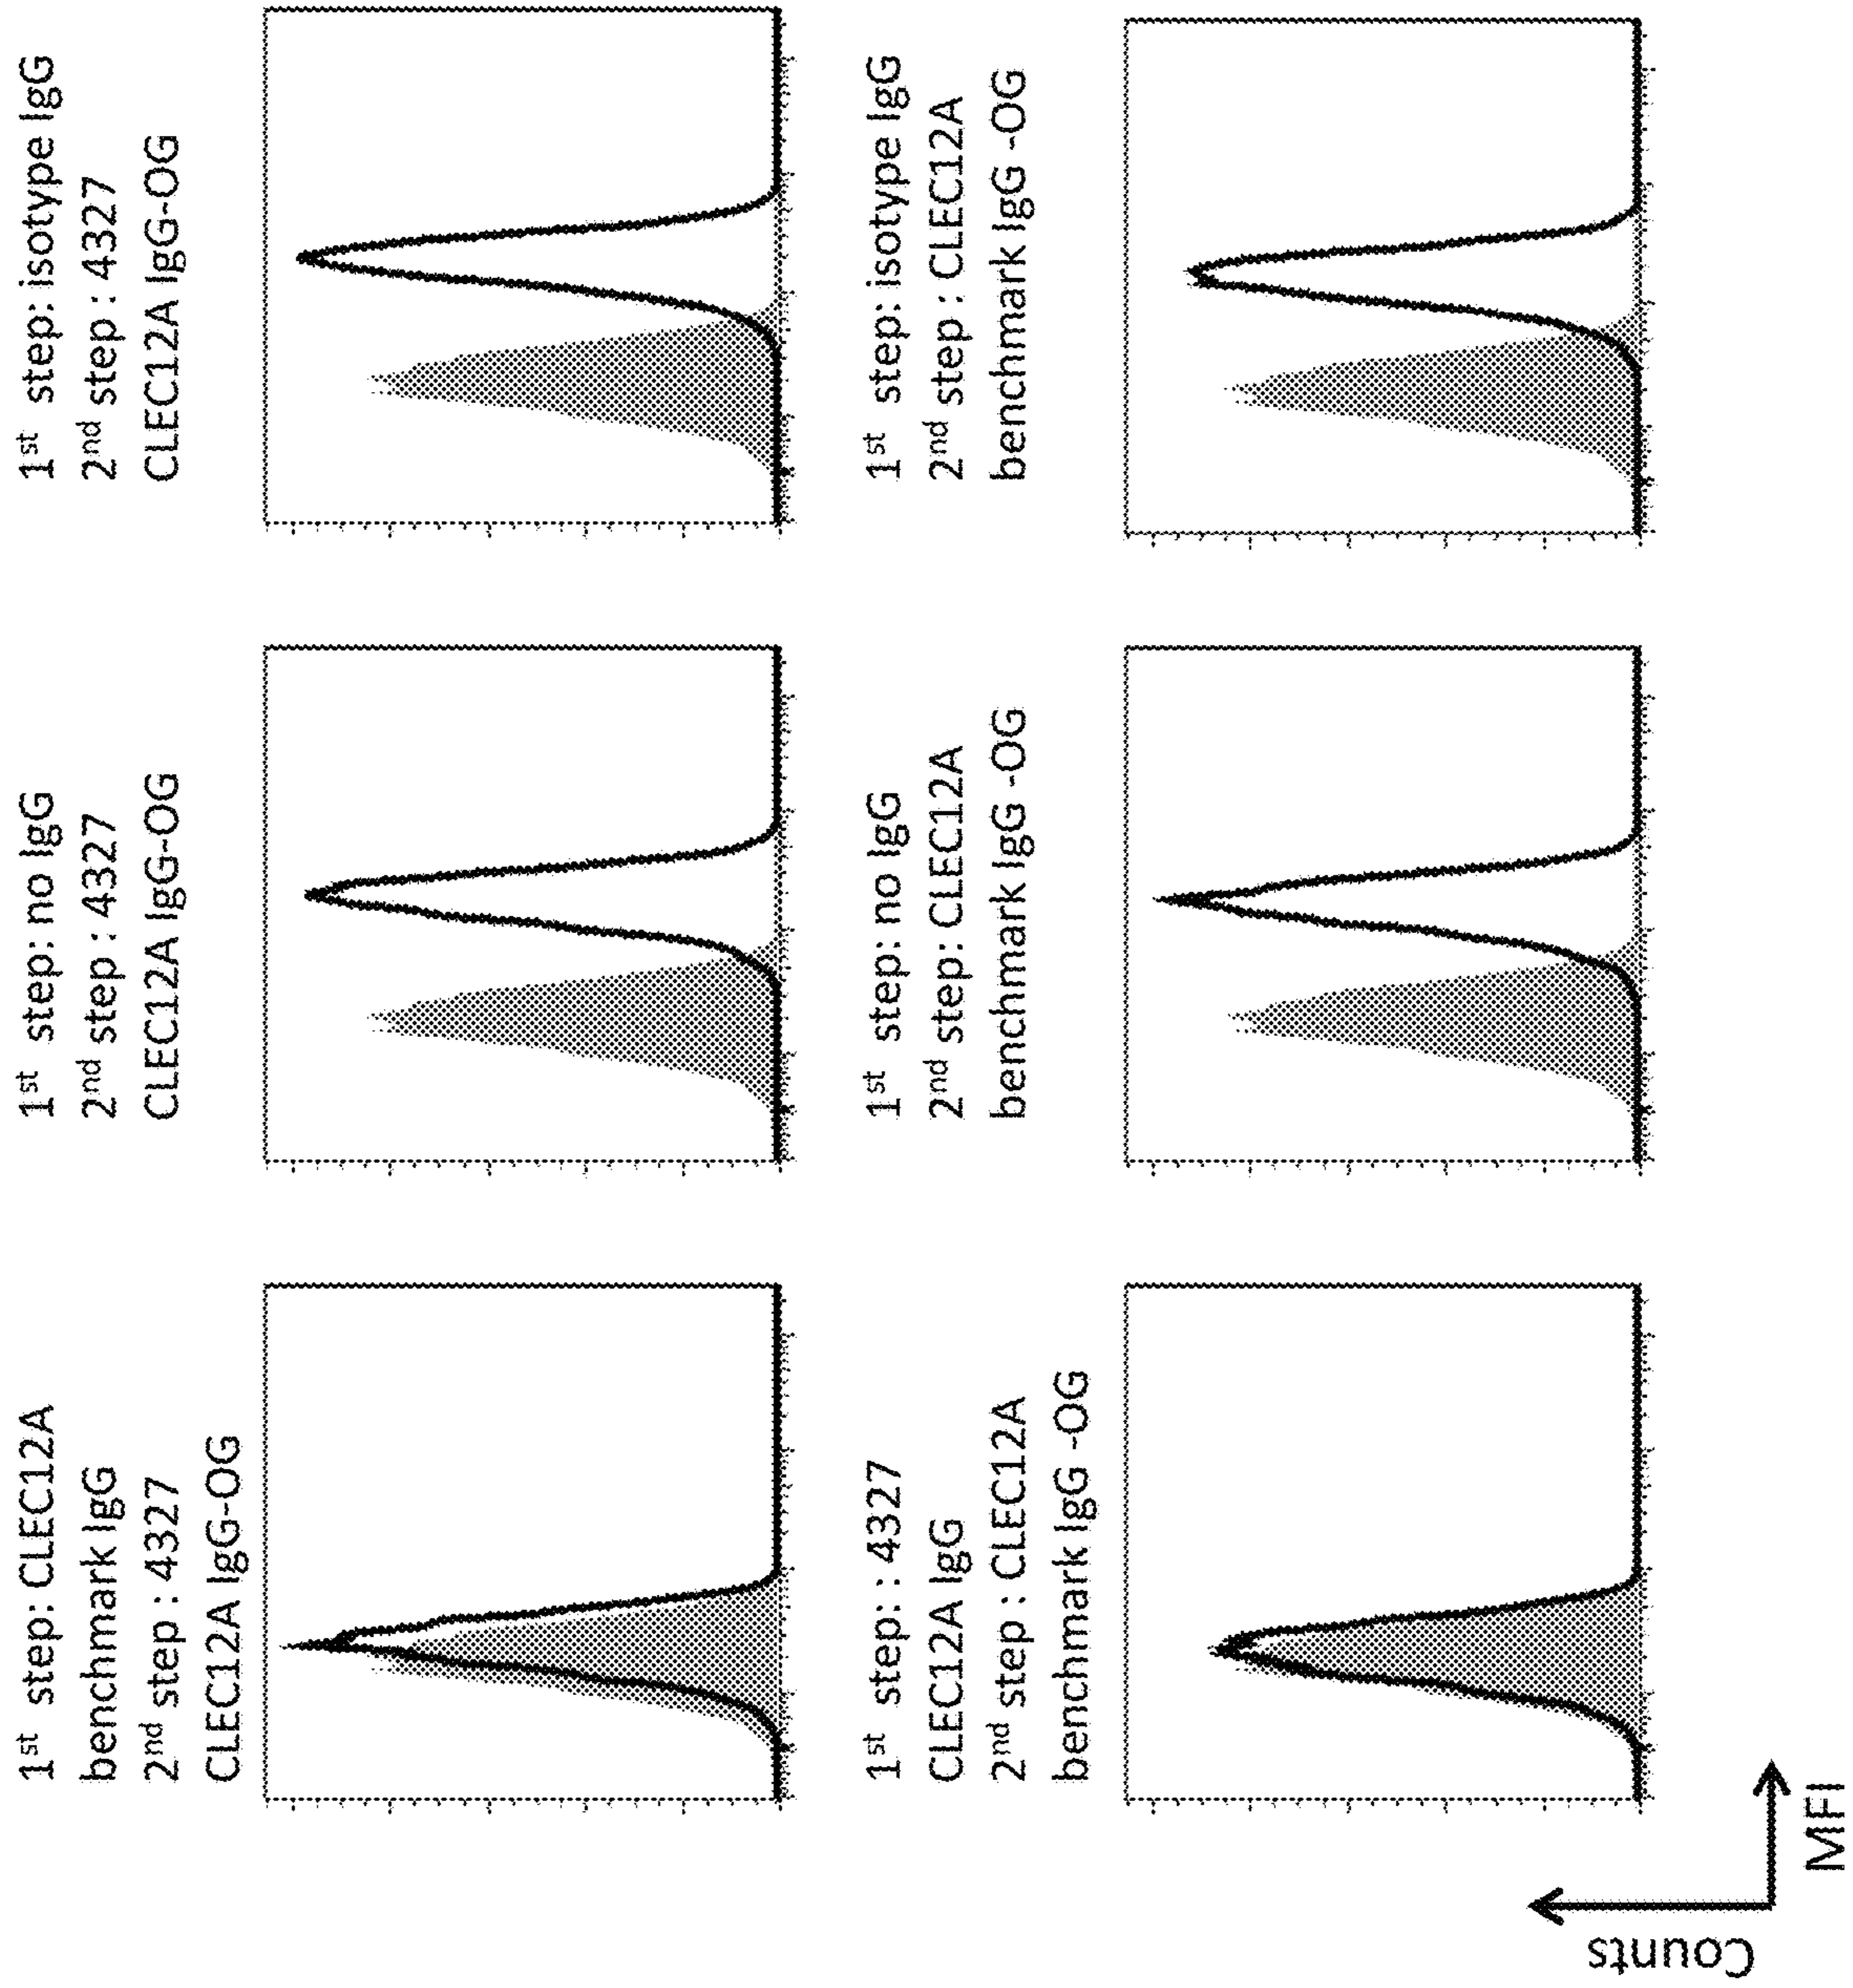 1st step: CLEC12A
benchmark IgG
2nd step : 4327
CLEC12A IgG-OG
1st step: no IgG
2nd step : 4327
CLEC12A IgG-OG
1st step: isotype IgG
2nd step : 4327
CLEC12A IgG-OG
1st step: : 4327
CLEC12A IgG
2nd step : CLEC12A
benchmark IgG -OG
1st step: no IgG
2nd step: CLEC12A
benchmark IgG -OG
1st step: isotype IgG
2nd step : CLEC12A
benchmark IgG -OG
Counts
MFI